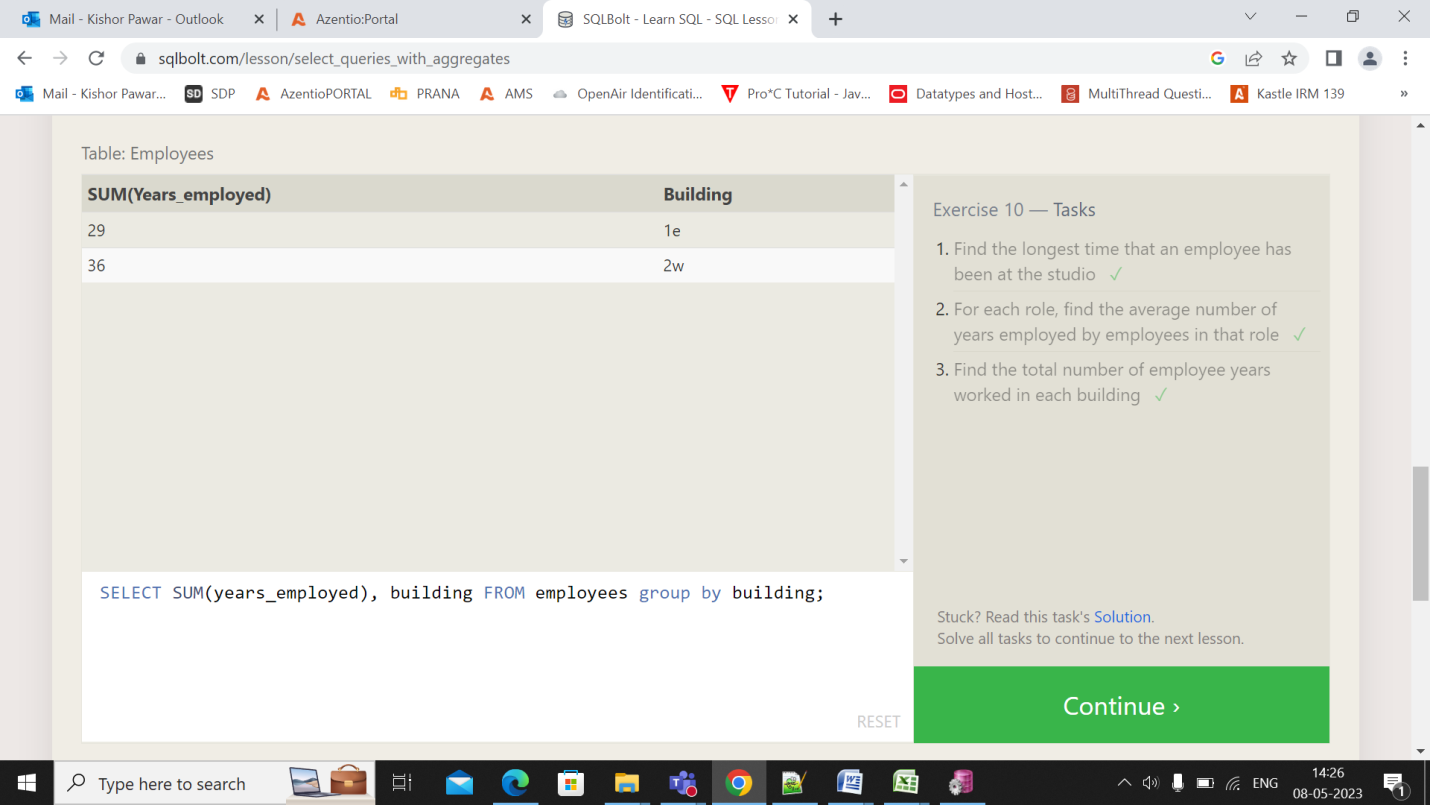 Mail - Kishor Pawar - Outlook
Azentio:Portal
SQLBolt - Learn SQL - SQL Lesson
sqlbolt.com/lesson/select_queries_with_aggregates
Mail - Kishor Pawar...
SD SDP
AzentioPORTAL
PRANA
AMS
OpenAir Identificati...
Pro*C Tutorial - Jav...
Datatypes and Host...
MultiThread Questi...
Kastle IRM 139
»
Table: Employees
SUM(Years_employed) Building
29 1e
36 2w
SELECT SUM(years_employed), building FROM employees group by building;
RESET
Exercise 10 — Tasks
1. Find the longest time that an employee has
been at the studio ✓
2. For each role, find the average number of
years employed by employees in that role ✓
3. Find the total number of employee years
worked in each building ✓
Stuck? Read this task's Solution.
Solve all tasks to continue to the next lesson.
Continue ›
Type here to search
ENG
14:26
08-05-2023
1